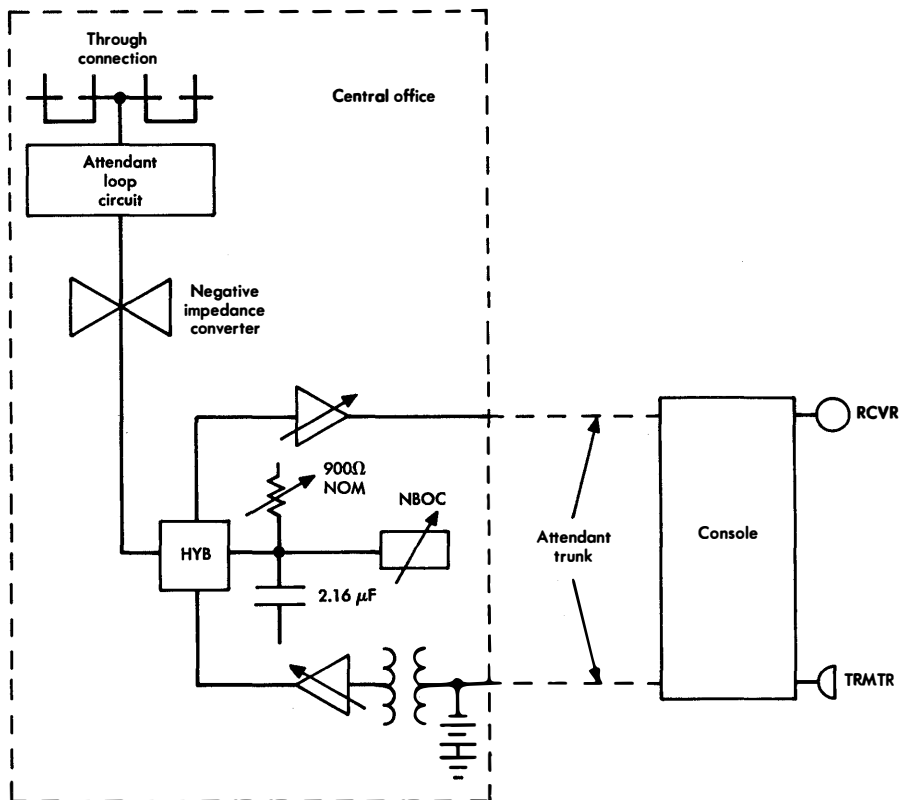 Through
connection
Central office
Attendant
loop
circuit
Negative
impedance
converter
RCVR
900Ω
NOM
NBOC
Attendant
trunk
Console
HYB
2.16 μF
TRMTR